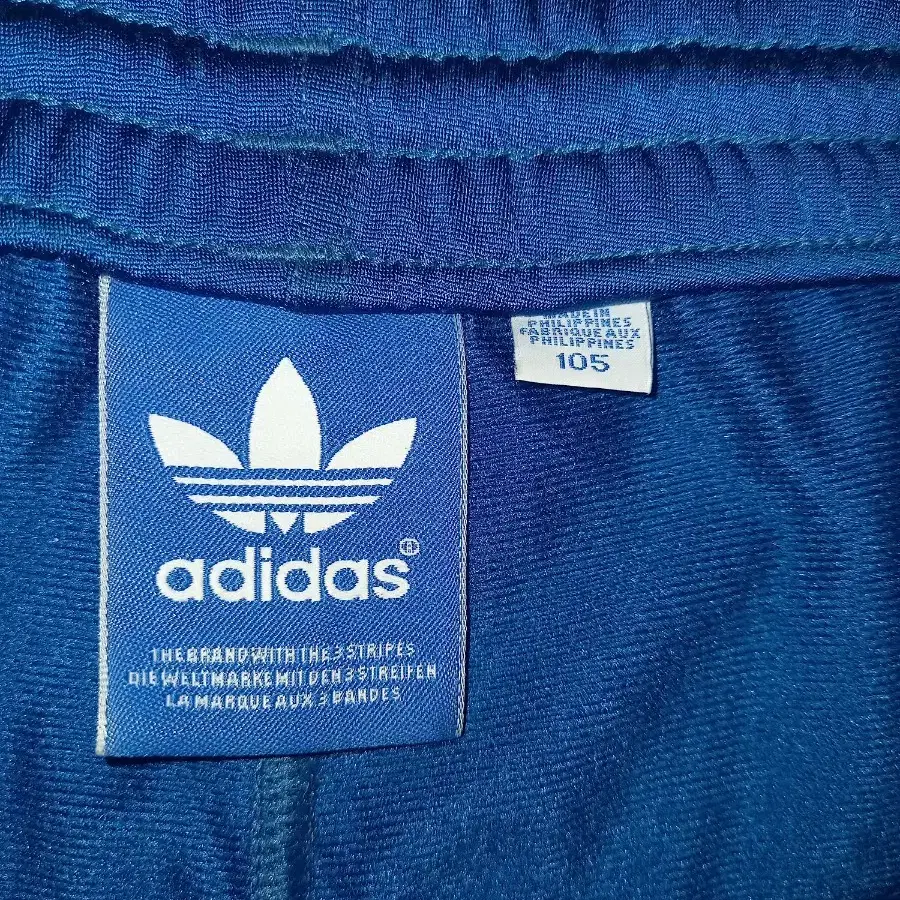 adidas®
THE BRAND WITH THE 3 STRIPES
DIE WELTMARKE MIT DEN 3 STREIFEN
LA MARQUE AUX 3 BANDES
MADE IN
PHILIPPINES
FABRIQUE AUX
PHILIPPINES
105